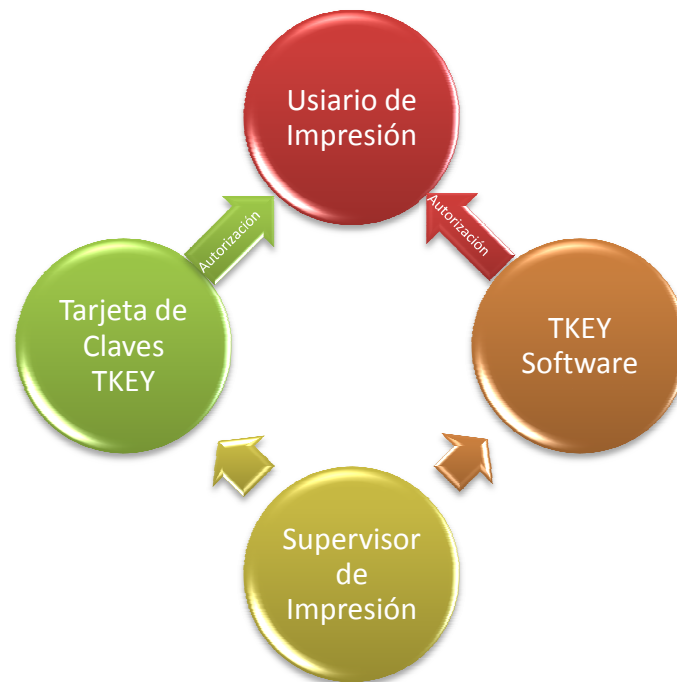 Usiario de
Impresión
Autorización
Autorización
Tarjeta de
Claves
TKEY
TKEY
Software
Supervisor
de
Impresión